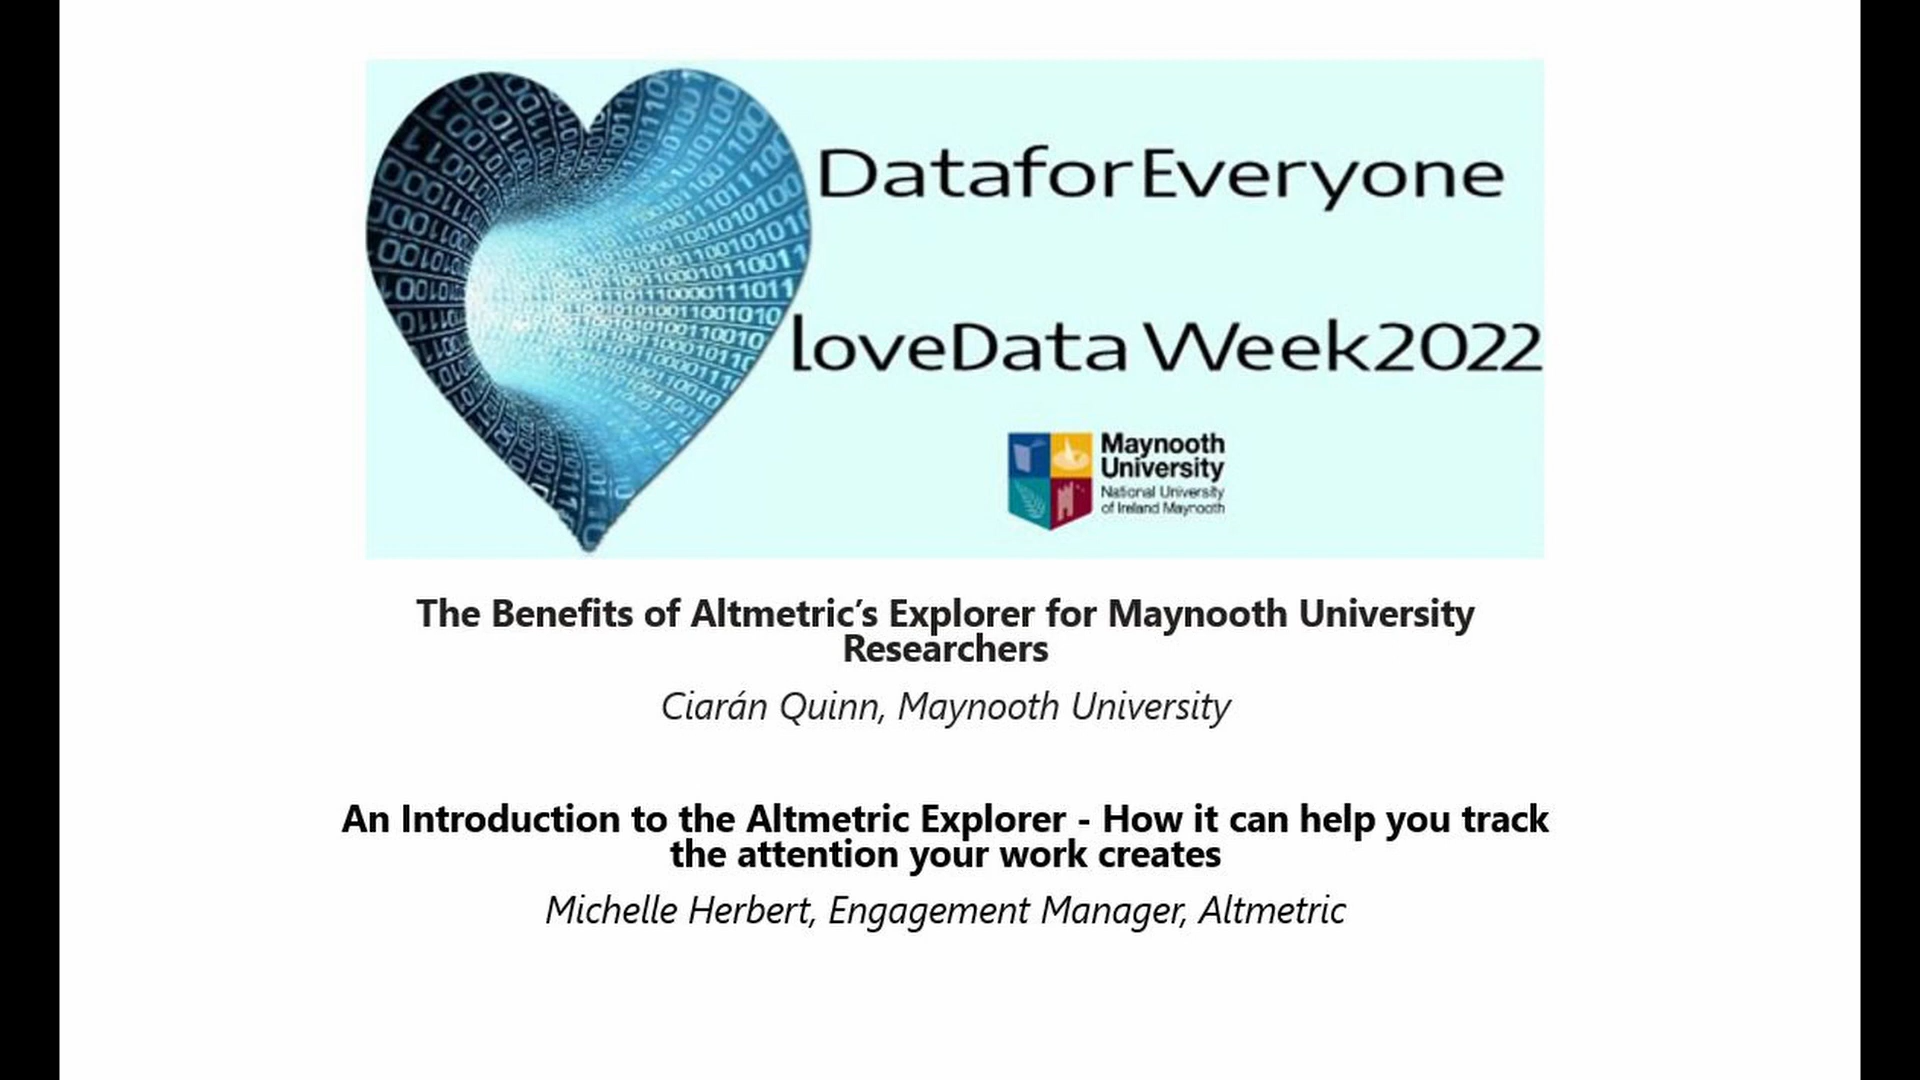 DataforEveryone
loveData Week2022
Maynooth
University
National University
of Ireland Maynooth
The Benefits of Altmetric’s Explorer for Maynooth University
Researchers
Ciarán Quinn, Maynooth University
An Introduction to the Altmetric Explorer - How it can help you track
the attention your work creates
Michelle Herbert, Engagement Manager, Altmetric